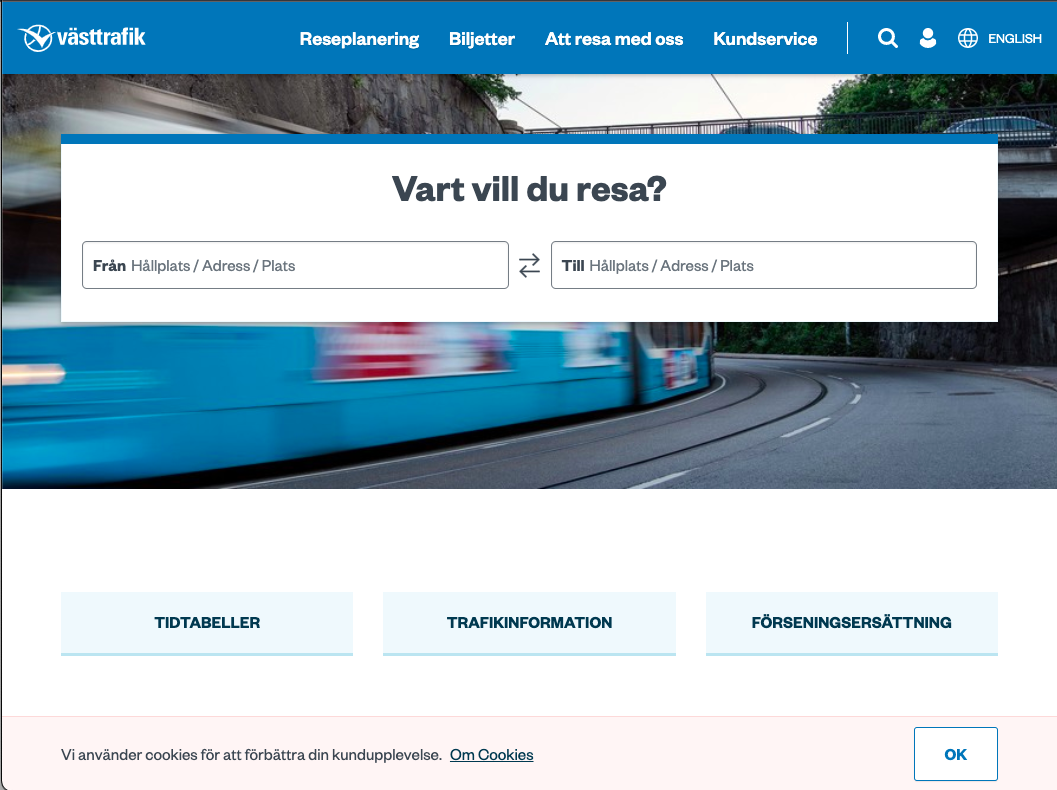 västtrafik
Reseplanering Biljetter Att resa med oss Kundservice ENGLISH
Vart vill du resa?
Från Hållplats / Adress / Plats Till Hållplats / Adress / Plats
TIDTABELLER TRAFIKINFORMATION FÖRSENINGSERSÄTTNING
Vi använder cookies för att förbättra din kundupplevelse. Om Cookies OK